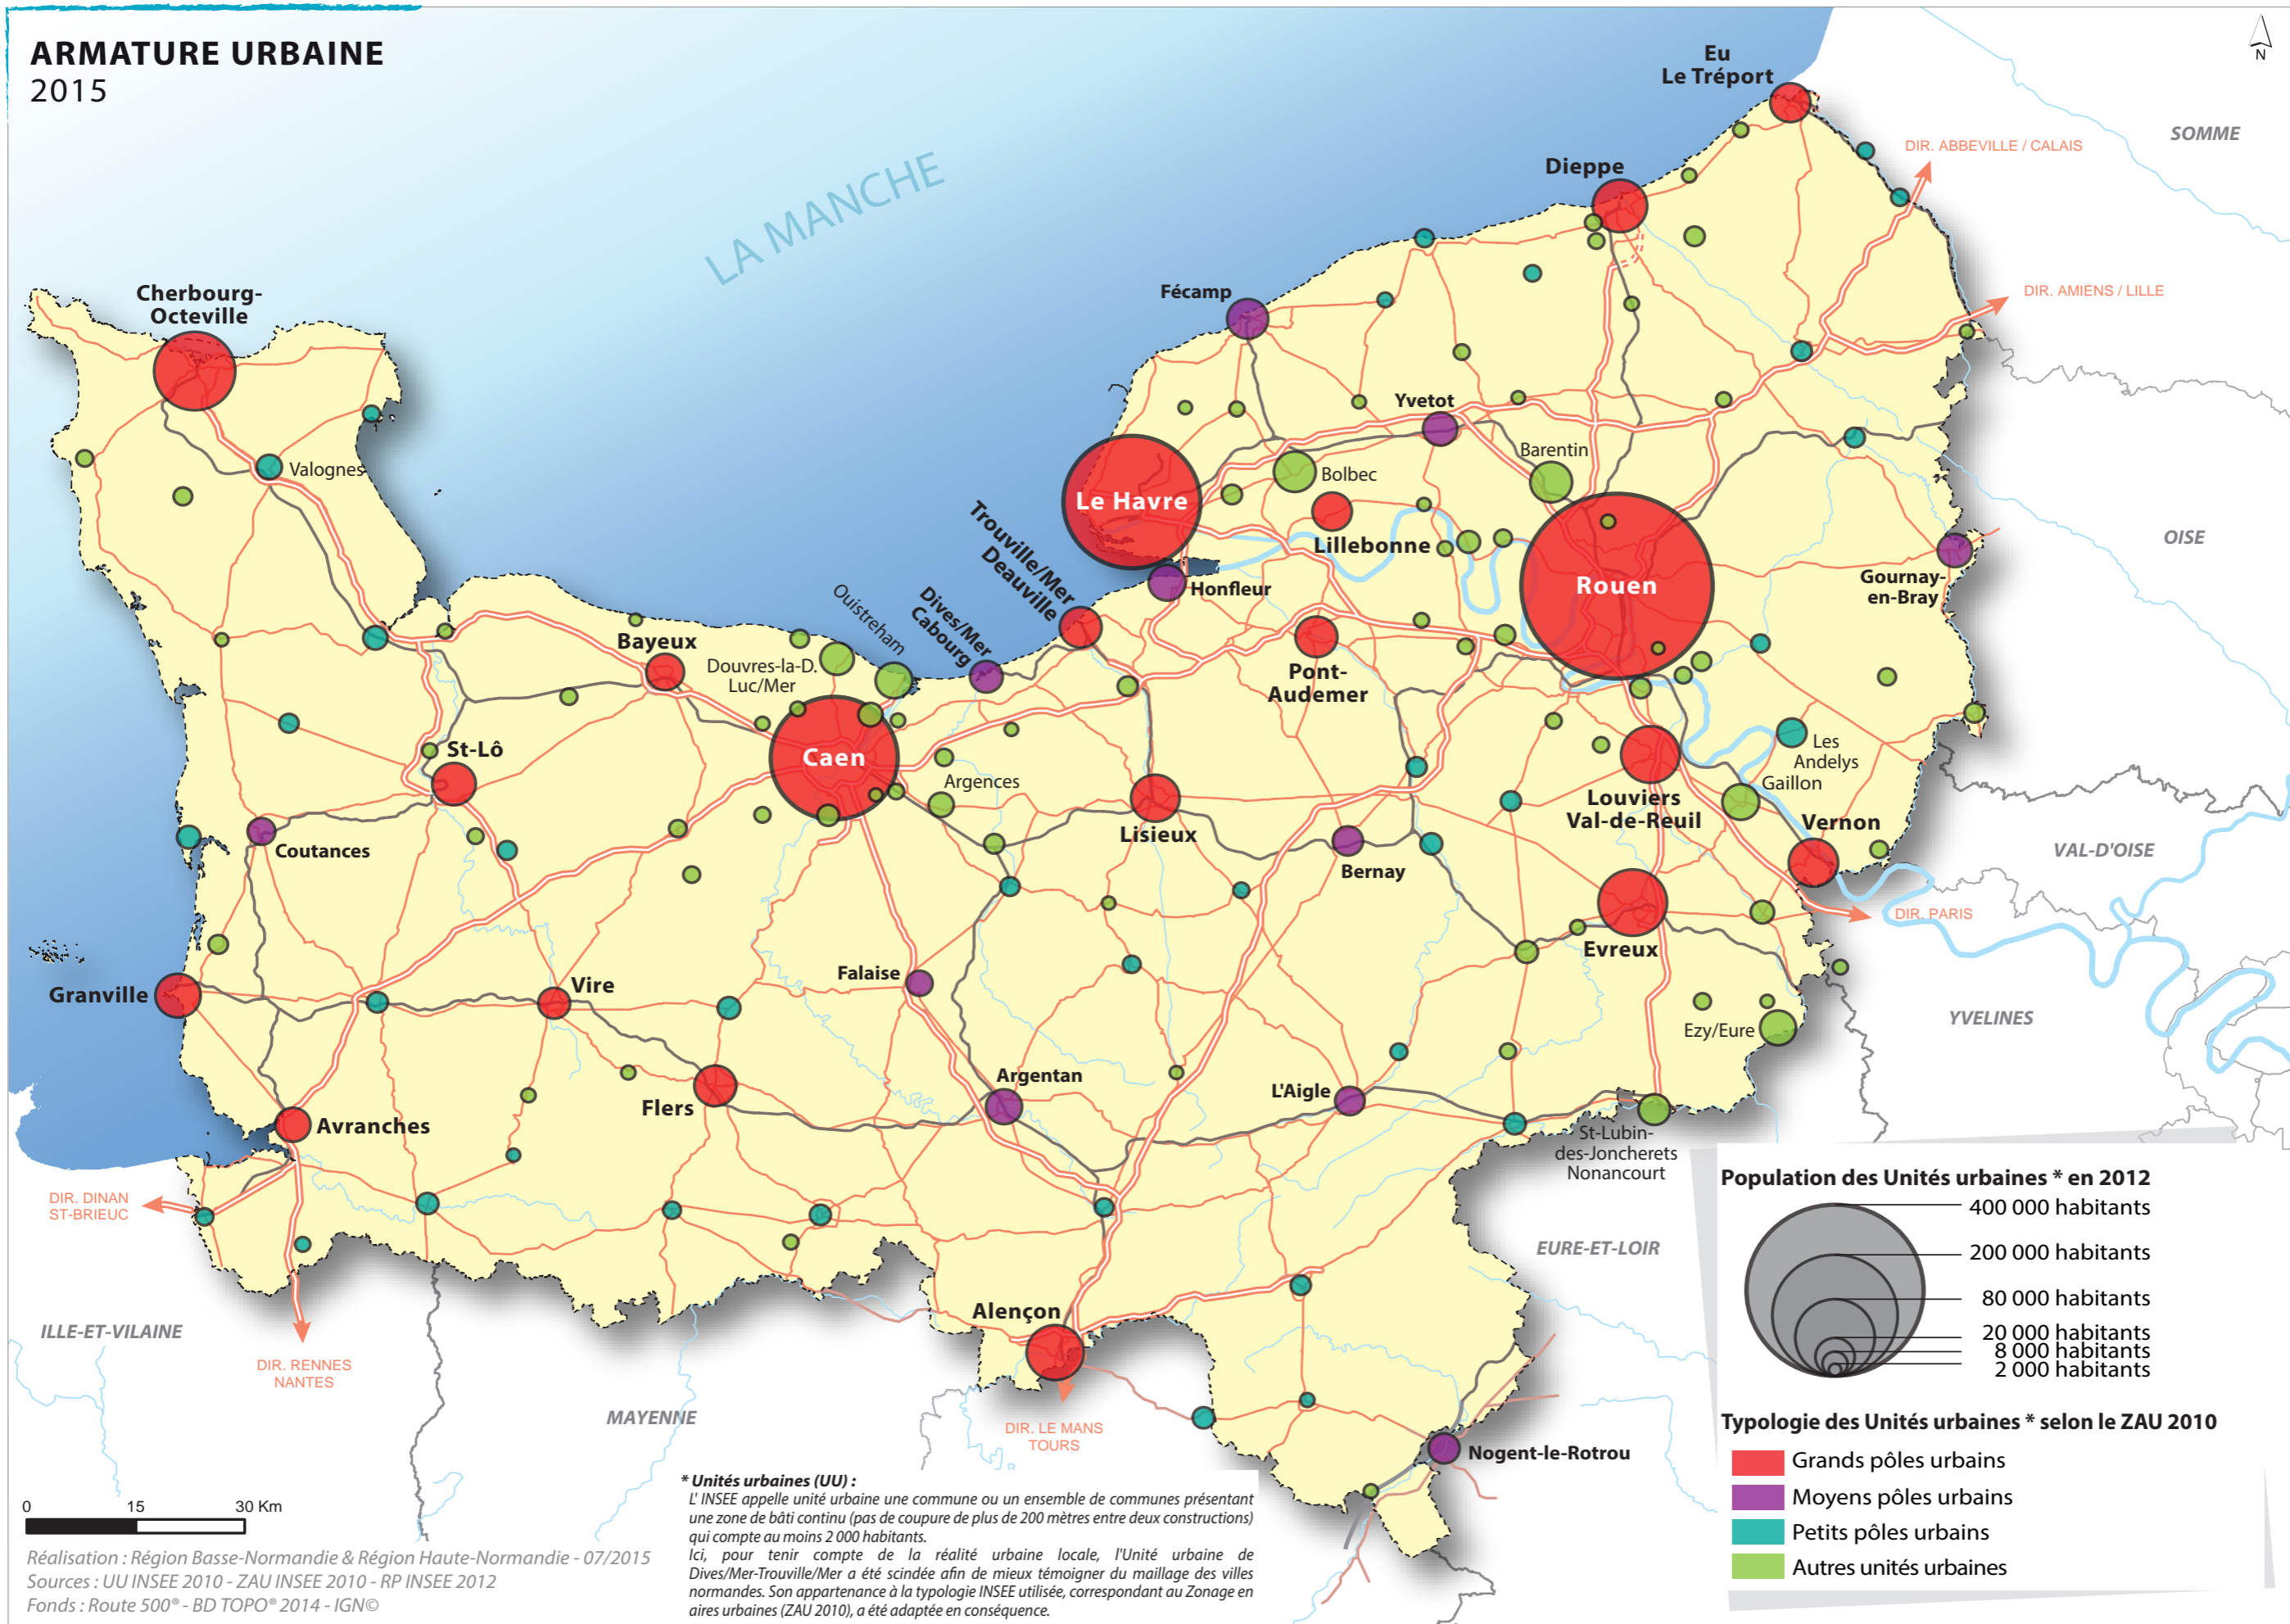 ARMATURE URBAINE
2015
N
Eu
Le Tréport
SOMME
DIR. ABBEVILLE / CALAIS
Dieppe
LA MANCHE
DIR. AMIENS / LILLE
Fécamp
Cherbourg-
Octeville
Yvetot
Barentin
Bolbec
Valognes
Le Havre
Lillebonne
Trouville/Mer
Deauville
OISE
Rouen
Gournay-
en-Bray
Honfleur
Ouistreham
Dives/Mer
Cabourg
Bayeux
Douvres-la-D.
Luc/Mer
Pont-
Audemer
St-Lô
Caen
Les
Andelys
Argences
Gaillon
Louviers
Val-de-Reuil
Vernon
Lisieux
Coutances
Bernay
VAL-D'OISE
DIR. PARIS
Evreux
Falaise
Granville
Vire
YVELINES
Ezy/Eure
Argentan
L'Aigle
Flers
Avranches
St-Lubin-
des-Joncherets
Nonancourt
DIR. DINAN
ST-BRIEUC
EURE-ET-LOIR
Alençon
ILLE-ET-VILAINE
DIR. RENNES
NANTES
MAYENNE
DIR. LE MANS
TOURS
Nogent-le-Rotrou
Population des Unités urbaines * en 2012
400 000 habitants
200 000 habitants
80 000 habitants
20 000 habitants
8 000 habitants
2 000 habitants
Typologie des Unités urbaines * selon le ZAU 2010
Grands pôles urbains
Moyens pôles urbains
Petits pôles urbains
Autres unités urbaines
* Unités urbaines (UU) :
L' INSEE appelle unité urbaine une commune ou un ensemble de communes présentant
une zone de bâti continu (pas de coupure de plus de 200 mètres entre deux constructions)
qui compte au moins 2 000 habitants.
Ici, pour tenir compte de la réalité urbaine locale, l'Unité urbaine de
Dives/Mer-Trouville/Mer a été scindée afin de mieux témoigner du maillage des villes
normandes. Son appartenance à la typologie INSEE utilisée, correspondant au Zonage en
aires urbaines (ZAU 2010), a été adaptée en conséquence.
0 15 30 Km
Réalisation : Région Basse-Normandie & Région Haute-Normandie - 07/2015
Sources : UU INSEE 2010 - ZAU INSEE 2010 - RP INSEE 2012
Fonds : Route 500® - BD TOPO® 2014 - IGN©